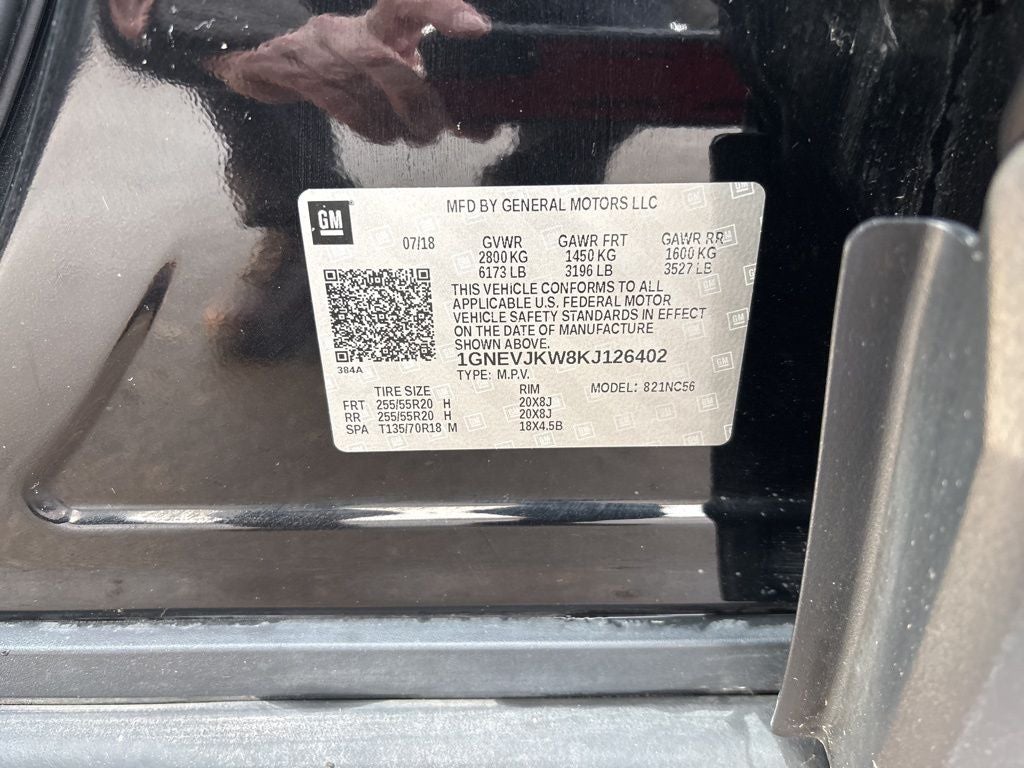 GM
MFD BY GENERAL MOTORS LLC
07/18 GVWR GAWR FRT GAWR RR
2800 KG 1450 KG 1600 KG
6173 LB 3196 LB 3527 LB
THIS VEHICLE CONFORMS TO ALL
APPLICABLE U.S. FEDERAL MOTOR
VEHICLE SAFETY STANDARDS IN EFFECT
ON THE DATE OF MANUFACTURE
SHOWN ABOVE.
1GNEVJKW8KJ126402
384A TYPE: M.P.V.
TIRE SIZE RIM MODEL: 821NC56
FRT 255/55R20 H 20X8J
RR 255/55R20 H 20X8J
SPA T135/70R18 M 18X4.5B